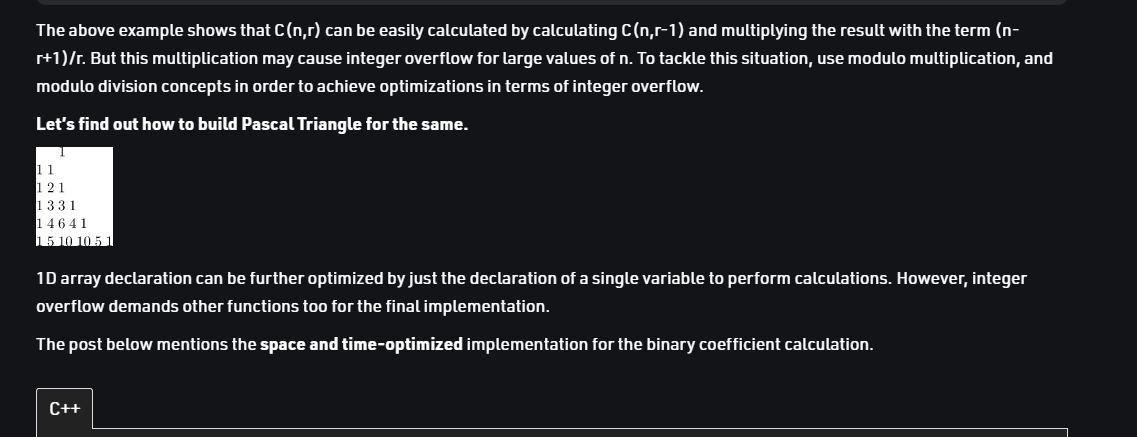 The above example shows that C(n,r) can be easily calculated by calculating C(n,r-1) and multiplying the result with the term (n-
r+1)/r. But this multiplication may cause integer overflow for large values of n. To tackle this situation, use modulo multiplication, and
modulo division concepts in order to achieve optimizations in terms of integer overflow.
Let's find out how to build Pascal Triangle for the same.
1
1 1
1 2 1
1 3 3 1
1 4 6 4 1
1 5 10 10 5 1
1D array declaration can be further optimized by just the declaration of a single variable to perform calculations. However, integer
overflow demands other functions too for the final implementation.
The post below mentions the space and time-optimized implementation for the binary coefficient calculation.
C++